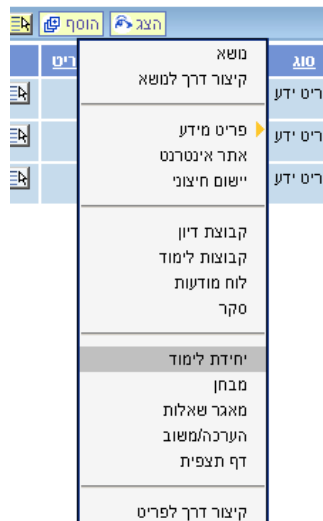 הצג הוסף
סוג
ריט
משא
קיצור דרך למשא
פריט מידע
אתר אינטרנט
יישום חיצוני
קבוצת דיון
קבוצות לימוד
לוח מודעות
סקר
יחידת לימוד
מבחן
מאגר שאלות
הערכה/משוב
דף תצפית
קיצור דרך לפריט
ריט ידע
ריט ידע
ריט ידע